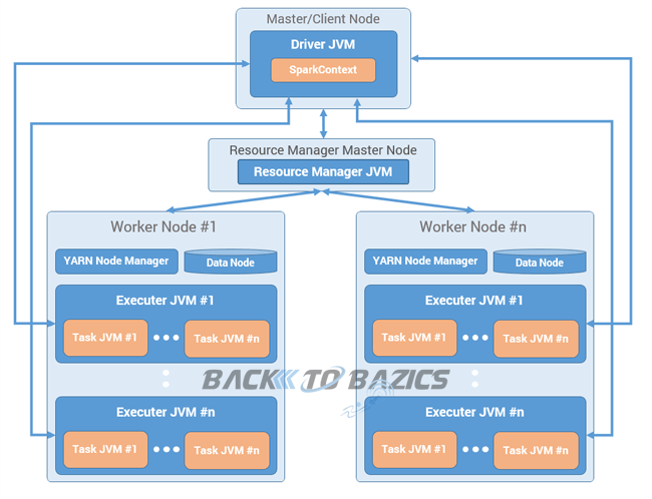 Master/Client Node
Driver JVM
SparkContext
Resource Manager Master Node
Resource Manager JVM
Worker Node #1
YARN Node Manager
Data Node
Executer JVM #1
Task JVM #1
Task JVM #n
Executer JVM #n
Task JVM #1
Task JVM #n
Worker Node #n
YARN Node Manager
Data Node
Executer JVM #1
Task JVM #1
Task JVM #n
Executer JVM #n
Task JVM #1
Task JVM #n
BACK TO BAZICS